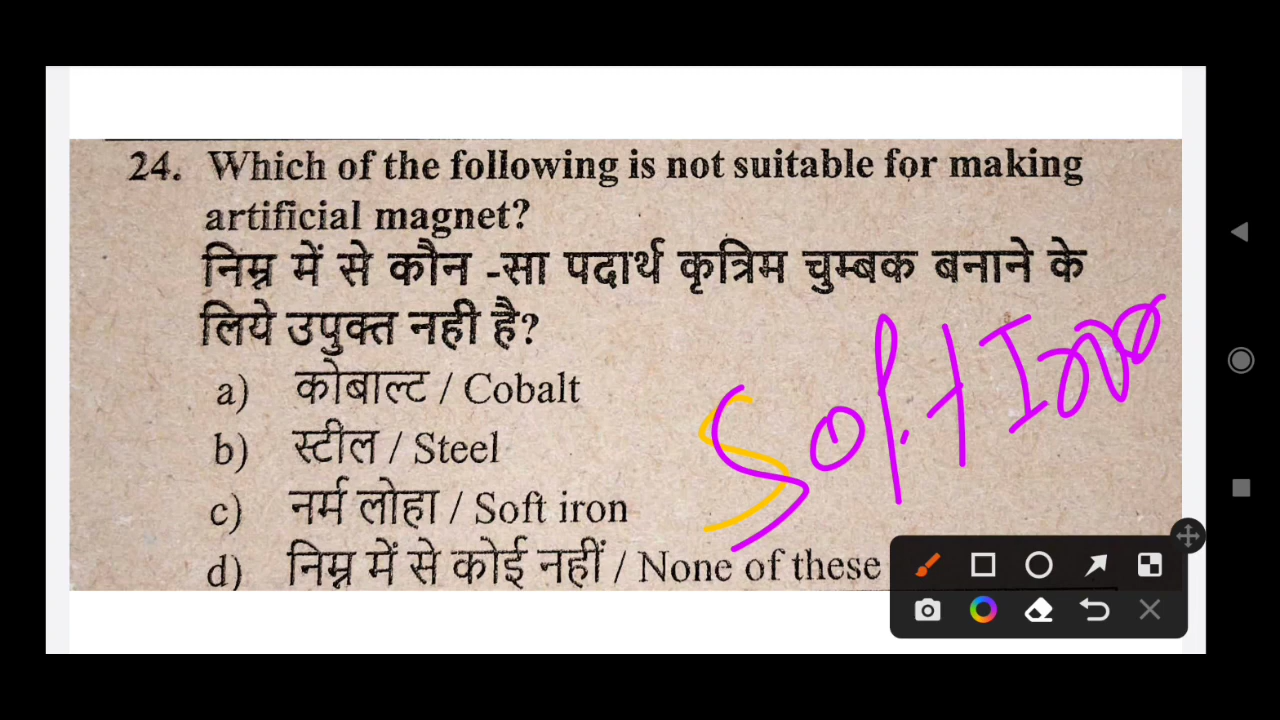 24. Which of the following is not suitable for making
artificial magnet?
निम्न में से कौन -सा पदार्थ कृत्रिम चुम्बक बनाने के
लिये उपुक्त नही है?
a) कोबाल्ट / Cobalt
b) स्टील / Steel
c) नर्म लोहा / Soft iron
d) निम्न में से कोई नहीं / None of these
Soft Iron